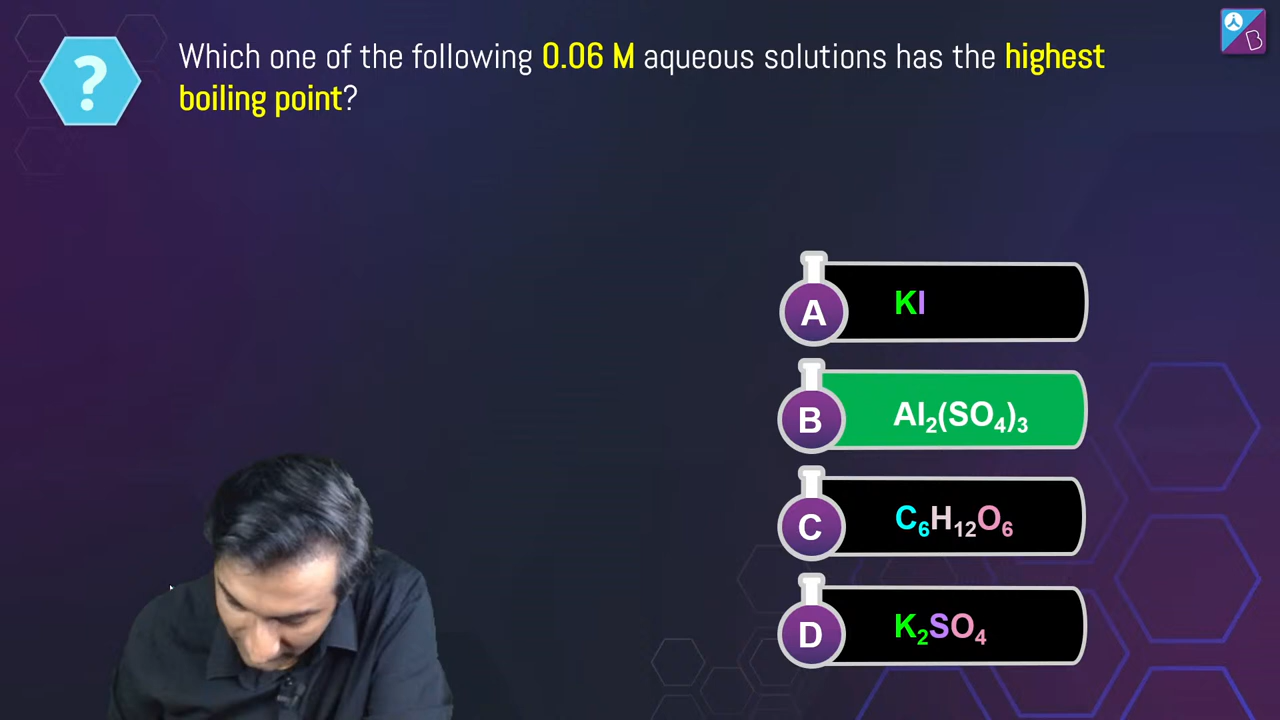 Which one of the following 0.06 M aqueous solutions has the highest
boiling point?
?
A KI
B Al₂(SO₄)₃
C C₆H₁₂O₆
D K₂SO₄
B